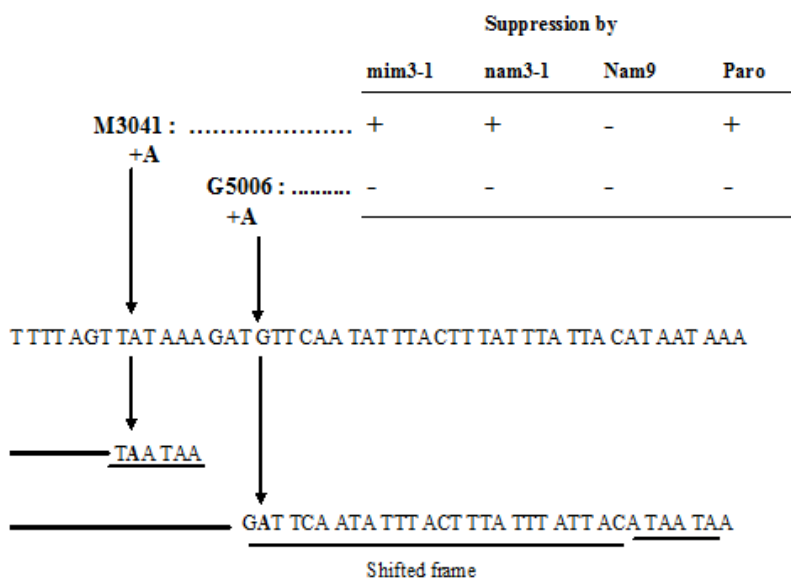 Suppression by
mim3-1 nam3-1 Nam9 Paro
M3041 : ..................... + + - +
+A
G5006 : .......... - - - -
+A
T TTT AGT TAT AAA GAT GTT CAA TAT TTA CTT TAT TTA TTA CAT AAT AAA
TAA TAA
GAT TCA ATA TTT ACT TTA TTT ATT ACA TAA TAA
Shifted frame